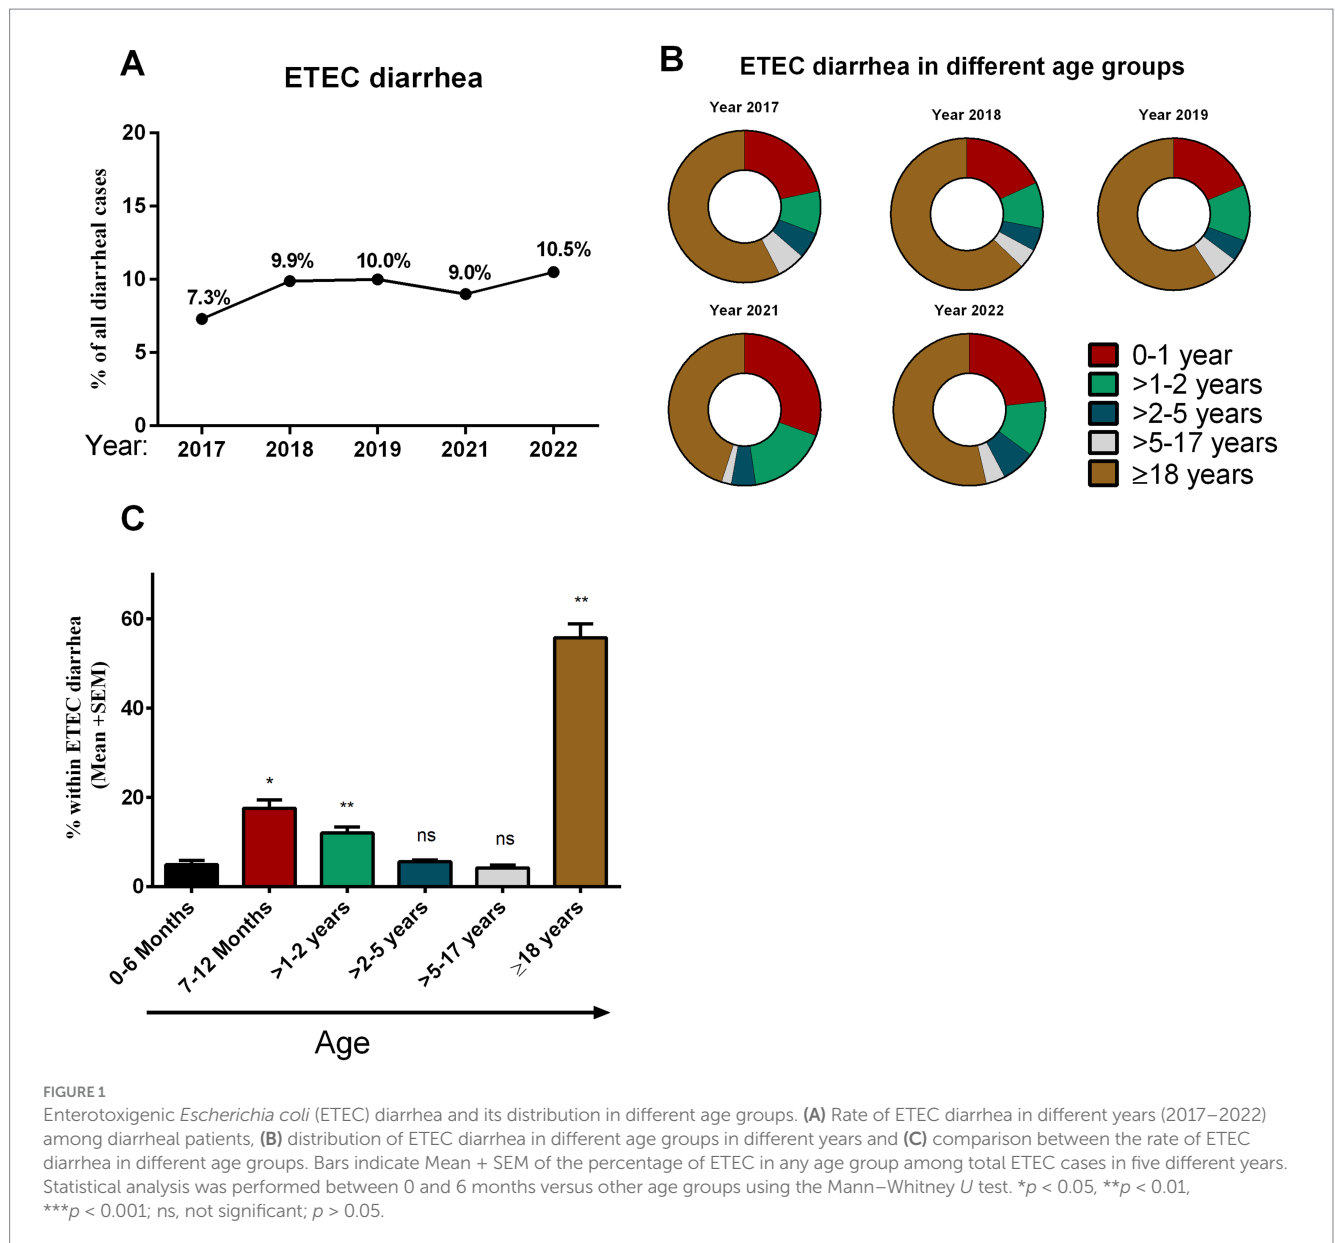 A
ETEC diarrhea
% of all diarrheal cases
20
15
10
5
0
7.3%
9.9%
10.0%
9.0%
10.5%
Year:
2017
2018
2019
2021
2022
B
ETEC diarrhea in different age groups
Year 2017
Year 2018
Year 2019
Year 2021
Year 2022
0-1 year
>1-2 years
>2-5 years
>5-17 years
≥18 years
C
% within ETEC diarrhea
(Mean +SEM)
60
40
20
0
*
**
ns
ns
**
0-6 Months
7-12 Months
>1-2 years
>2-5 years
>5-17 years
≥18 years
Age
FIGURE 1
Enterotoxigenic Escherichia coli (ETEC) diarrhea and its distribution in different age groups. (A) Rate of ETEC diarrhea in different years (2017–2022)
among diarrheal patients, (B) distribution of ETEC diarrhea in different age groups in different years and (C) comparison between the rate of ETEC
diarrhea in different age groups. Bars indicate Mean + SEM of the percentage of ETEC in any age group among total ETEC cases in five different years.
Statistical analysis was performed between 0 and 6 months versus other age groups using the Mann–Whitney U test. *p < 0.05, **p < 0.01,
***p < 0.001; ns, not significant; p > 0.05.